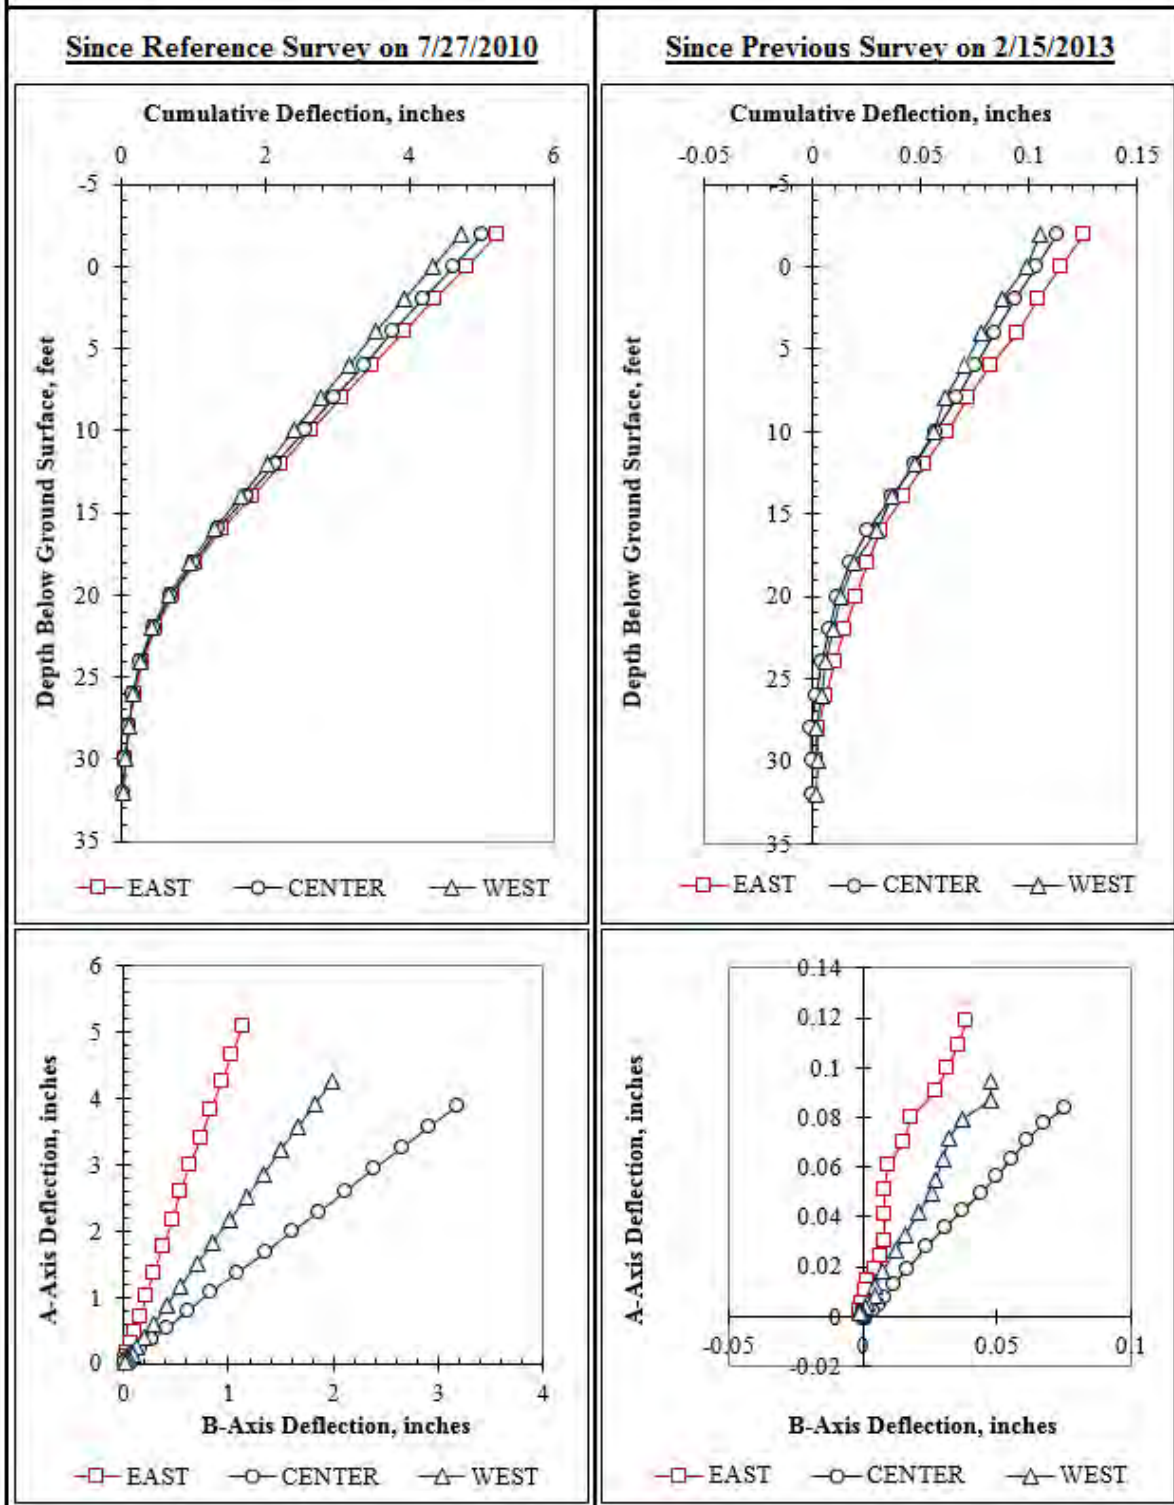 Since Reference Survey on 7/27/2010
Cumulative Deflection, inches
0 2 4 6
-5
0
5
10
15
20
25
30
35
Depth Below Ground Surface, feet
EAST CENTER WEST
Since Previous Survey on 2/15/2013
Cumulative Deflection, inches
-0.05 0 0.05 0.1 0.15
-5
0
5
10
15
20
25
30
35
Depth Below Ground Surface, feet
EAST CENTER WEST
6
5
4
3
2
1
0
A-Axis Deflection, inches
0 1 2 3 4
B-Axis Deflection, inches
EAST CENTER WEST
0.14
0.12
0.1
0.08
0.06
0.04
0.02
0
-0.02
A-Axis Deflection, inches
-0.05 0 0.05 0.1
B-Axis Deflection, inches
EAST CENTER WEST